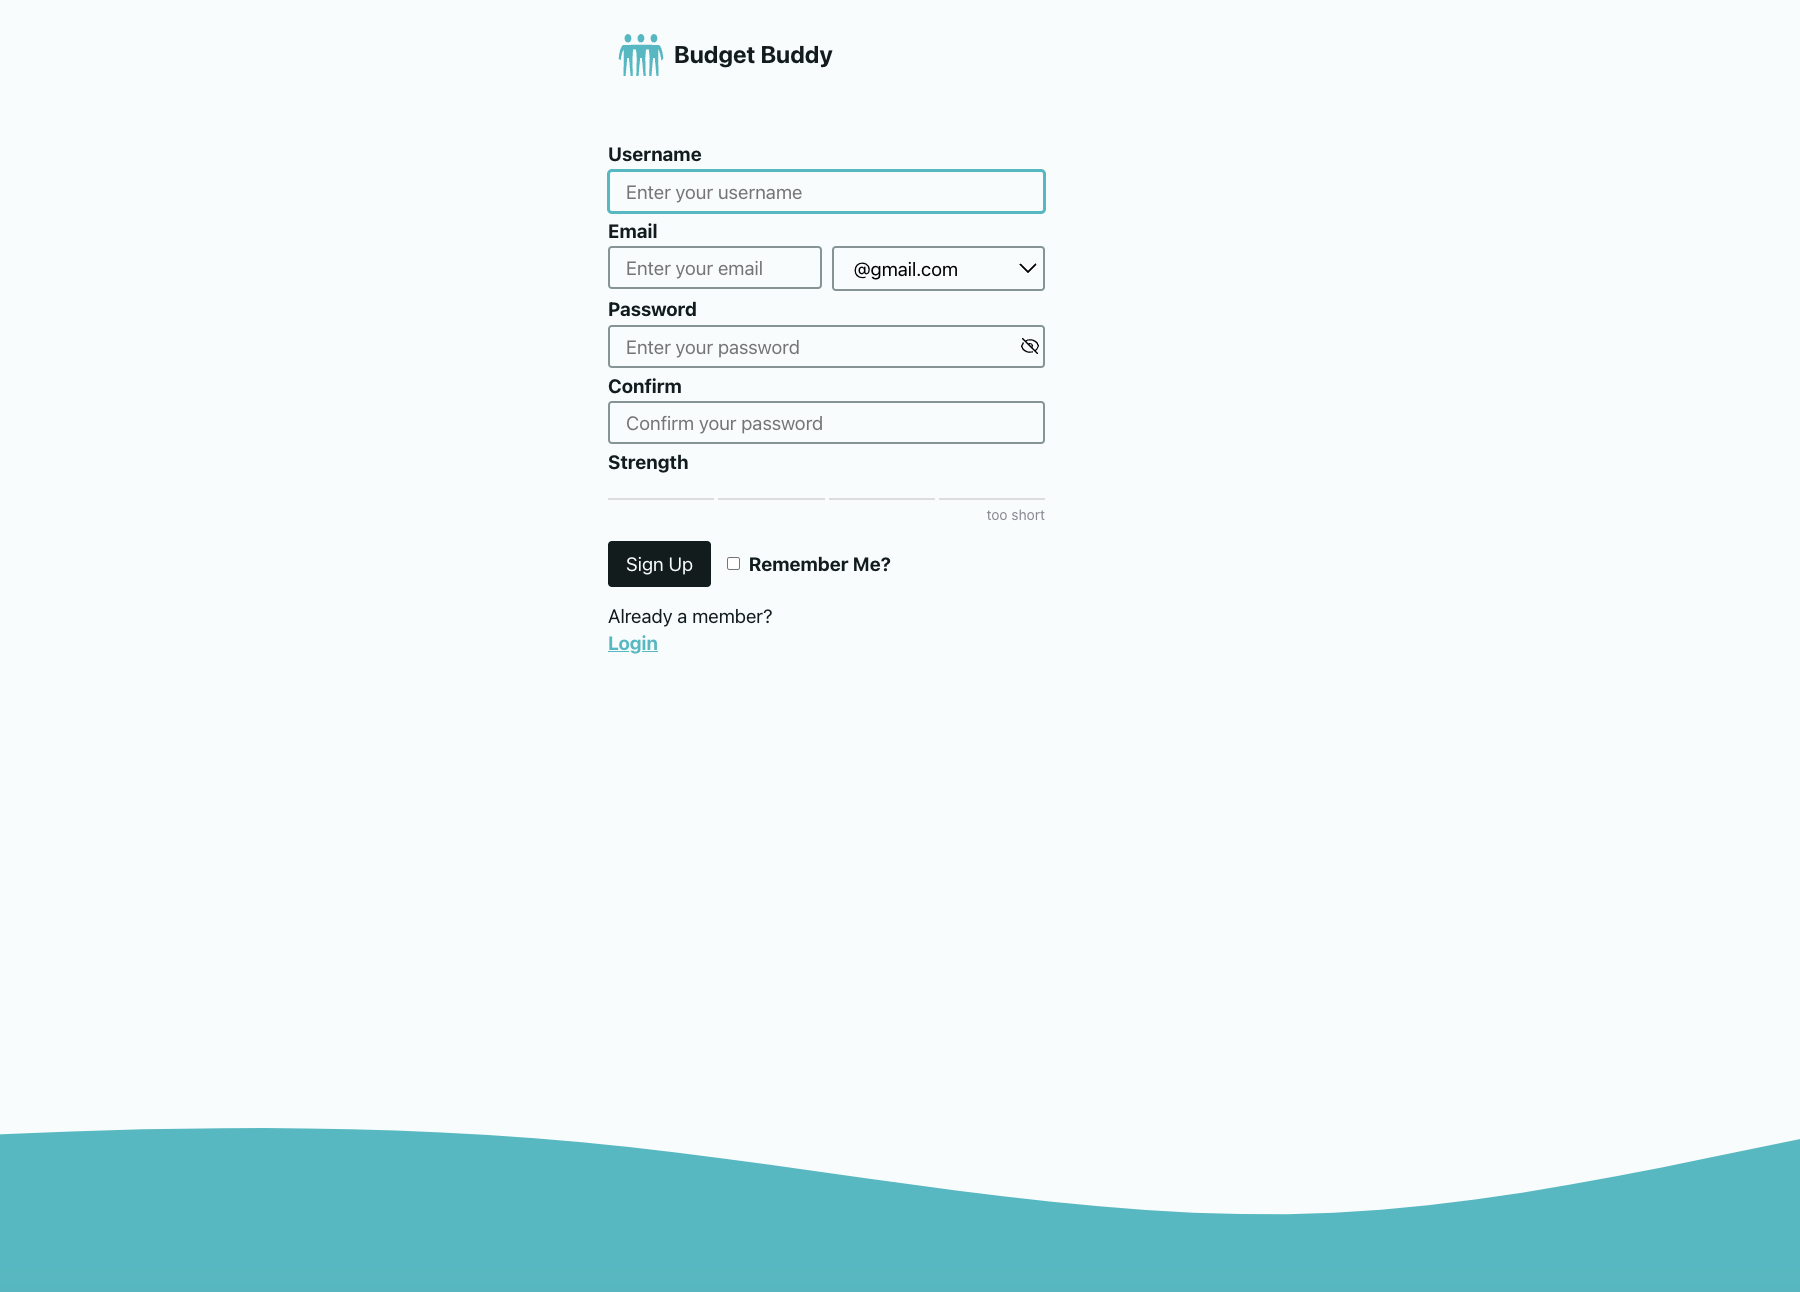 Budget Buddy
Username
Enter your username
Email
Enter your email @gmail.com
Password
Enter your password
Confirm
Confirm your password
Strength
too short
Sign Up Remember Me?
Already a member?
Login